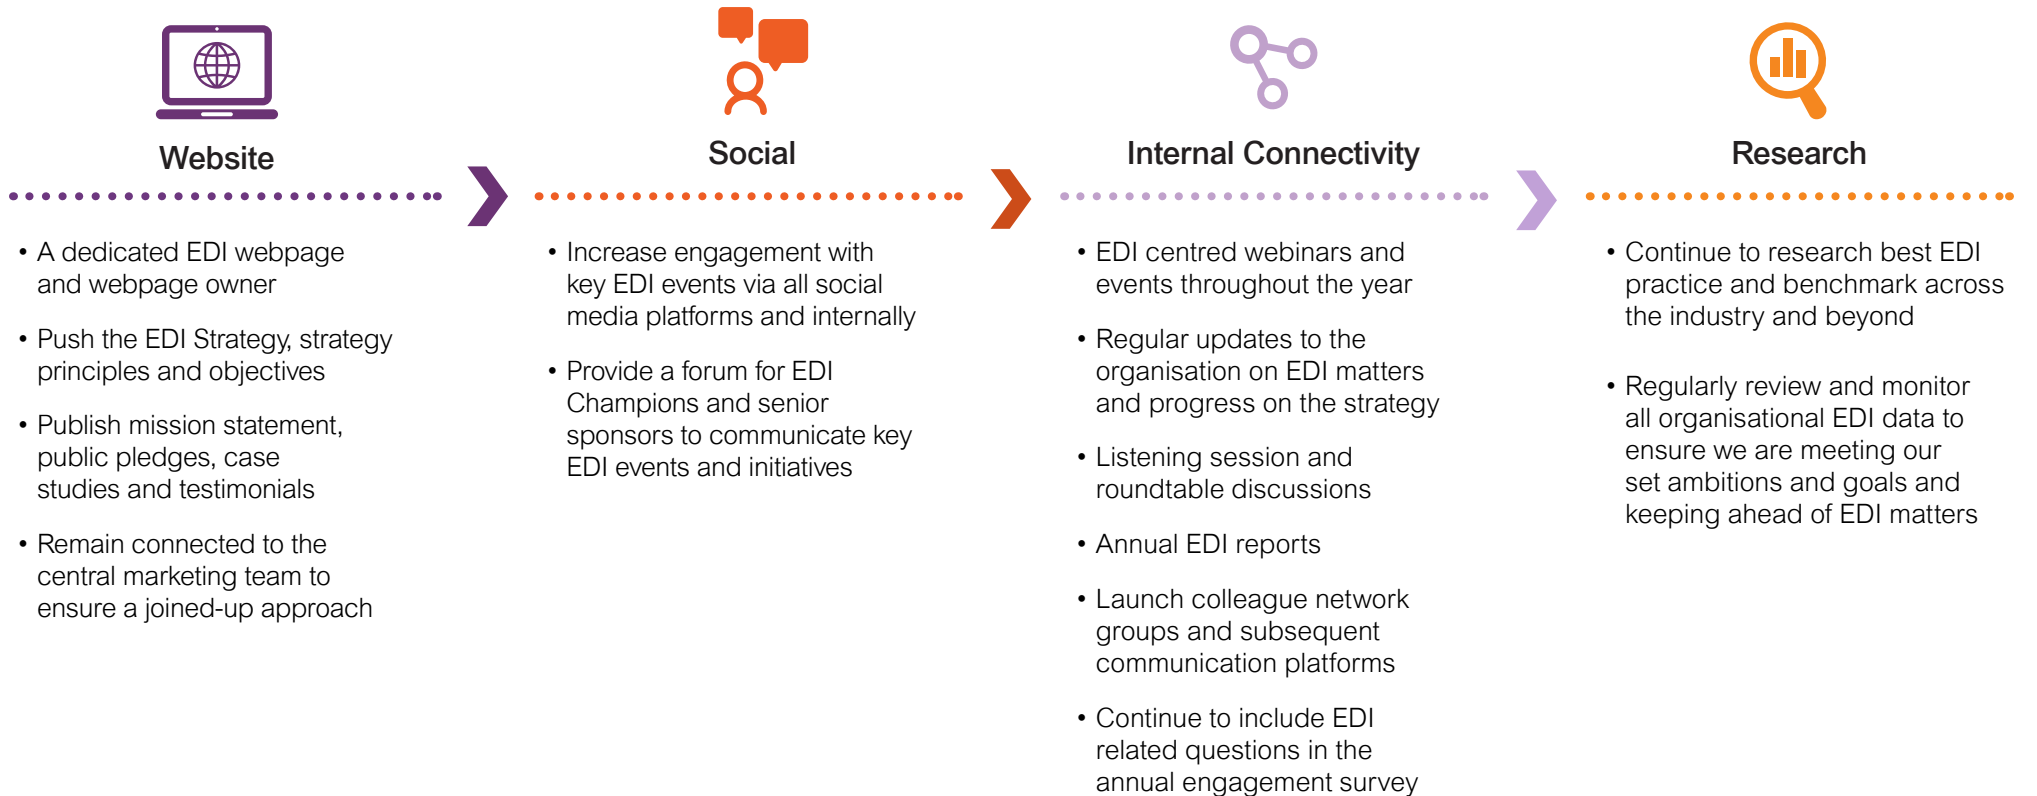 Website
• A dedicated EDI webpage
and webpage owner
• Push the EDI Strategy, strategy
principles and objectives
• Publish mission statement,
public pledges, case
studies and testimonials
• Remain connected to the
central marketing team to
ensure a joined-up approach
Social
• Increase engagement with
key EDI events via all social
media platforms and internally
• Provide a forum for EDI
Champions and senior
sponsors to communicate key
EDI events and initiatives
Internal Connectivity
• EDI centred webinars and
events throughout the year
• Regular updates to the
organisation on EDI matters
and progress on the strategy
• Listening session and
roundtable discussions
• Annual EDI reports
• Launch colleague network
groups and subsequent
communication platforms
• Continue to include EDI
related questions in the
annual engagement survey
Research
• Continue to research best EDI
practice and benchmark across
the industry and beyond
• Regularly review and monitor
all organisational EDI data to
ensure we are meeting our
set ambitions and goals and
keeping ahead of EDI matters